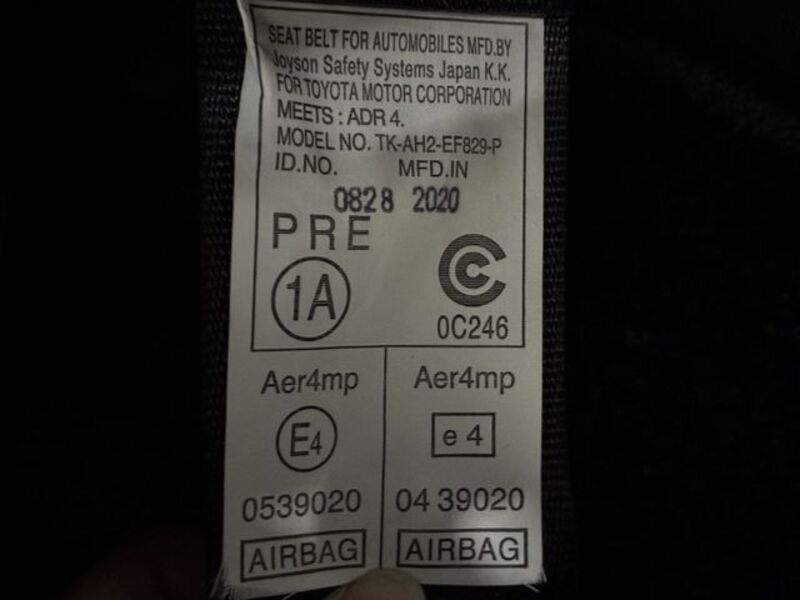 SEAT BELT FOR AUTOMOBILES MFD.BY
Joyson Safety Systems Japan K.K.
FOR TOYOTA MOTOR CORPORATION
MEETS : ADR 4.
MODEL NO. TK-AH2-EF829-P
ID.NO. MFD.IN
0828 2020
PRE
1A
0C246
Aer4mp Aer4mp
E4 e 4
0539020 04 39020
AIRBAG AIRBAG